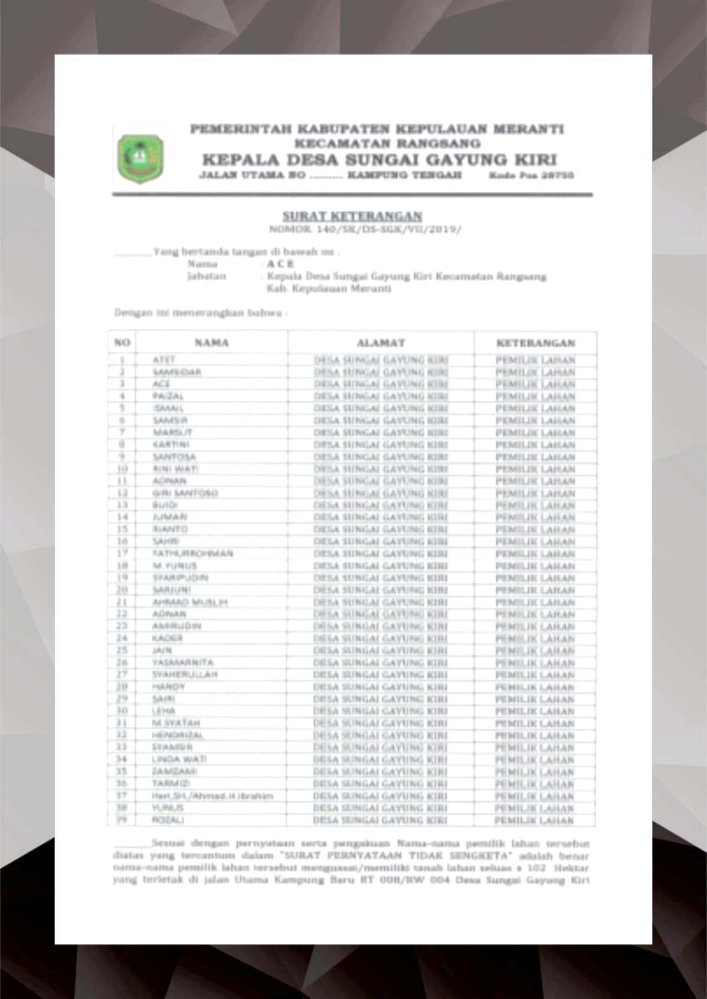 PEMERINTAH KABUPATEN KEPULAUAN MERANTI
KECAMATAN RANGSANG
KEPALA DESA SUNGAI GAYUNG KIRI
JALAN UTAMA NO ......... KAMPUNG TENGAH Kode Pos 28755
SURAT KETERANGAN
NOMOR. 140/SK/DS-SGK/VII/2019/
Yang bertanda tangan di bawah ini :
Nama : A C E
Jabatan : Kepala Desa Sungai Gayung Kiri Kecamatan Rangsang
Kab. Kepulauan Meranti
Dengan ini menerangkan bahwa :
NO NAMA ALAMAT KETERANGAN
1 ATET DESA SUNGAI GAYUNG KIRI PEMILIK LAHAN
2 SAMSIDAR DESA SUNGAI GAYUNG KIRI PEMILIK LAHAN
3 ACE DESA SUNGAI GAYUNG KIRI PEMILIK LAHAN
4 PAIZAL DESA SUNGAI GAYUNG KIRI PEMILIK LAHAN
5 ISMAIL DESA SUNGAI GAYUNG KIRI PEMILIK LAHAN
6 SAMSIR DESA SUNGAI GAYUNG KIRI PEMILIK LAHAN
7 MARSUT DESA SUNGAI GAYUNG KIRI PEMILIK LAHAN
8 KARTINI DESA SUNGAI GAYUNG KIRI PEMILIK LAHAN
9 SANTOSA DESA SUNGAI GAYUNG KIRI PEMILIK LAHAN
10 RINI WATI DESA SUNGAI GAYUNG KIRI PEMILIK LAHAN
11 ADNAN DESA SUNGAI GAYUNG KIRI PEMILIK LAHAN
12 GIRI SANTOSO DESA SUNGAI GAYUNG KIRI PEMILIK LAHAN
13 DESA SUNGAI GAYUNG KIRI PEMILIK LAHAN
14 JUMARI DESA SUNGAI GAYUNG KIRI PEMILIK LAHAN
15 RIANTO DESA SUNGAI GAYUNG KIRI PEMILIK LAHAN
16 SAHRI DESA SUNGAI GAYUNG KIRI PEMILIK LAHAN
17 FATHURROHMAN DESA SUNGAI GAYUNG KIRI PEMILIK LAHAN
18 M.YUNUS DESA SUNGAI GAYUNG KIRI PEMILIK LAHAN
19 SYARIPUDIN DESA SUNGAI GAYUNG KIRI PEMILIK LAHAN
20 SARJUNI DESA SUNGAI GAYUNG KIRI PEMILIK LAHAN
21 AHMAD MUSLIH DESA SUNGAI GAYUNG KIRI PEMILIK LAHAN
22 ADNAN DESA SUNGAI GAYUNG KIRI PEMILIK LAHAN
23 AMIRUDIN DESA SUNGAI GAYUNG KIRI PEMILIK LAHAN
24 KADER DESA SUNGAI GAYUNG KIRI PEMILIK LAHAN
25 JAIN DESA SUNGAI GAYUNG KIRI PEMILIK LAHAN
26 YASMARNITA DESA SUNGAI GAYUNG KIRI PEMILIK LAHAN
27 SYAHERULLAH DESA SUNGAI GAYUNG KIRI PEMILIK LAHAN
28 HANDY DESA SUNGAI GAYUNG KIRI PEMILIK LAHAN
29 SAIRI DESA SUNGAI GAYUNG KIRI PEMILIK LAHAN
30 LEHA DESA SUNGAI GAYUNG KIRI PEMILIK LAHAN
31 M.SYATAH DESA SUNGAI GAYUNG KIRI PEMILIK LAHAN
32 HENDRIZAL DESA SUNGAI GAYUNG KIRI PEMILIK LAHAN
33 SYAMSIR DESA SUNGAI GAYUNG KIRI PEMILIK LAHAN
34 LINDA WATI DESA SUNGAI GAYUNG KIRI PEMILIK LAHAN
35 ZAMZAMI DESA SUNGAI GAYUNG KIRI PEMILIK LAHAN
36 TARMIZI DESA SUNGAI GAYUNG KIRI PEMILIK LAHAN
37 Heri,SH./Ahmad.H.Ibrahim DESA SUNGAI GAYUNG KIRI PEMILIK LAHAN
38 YUNUS DESA SUNGAI GAYUNG KIRI PEMILIK LAHAN
39 ROZALI DESA SUNGAI GAYUNG KIRI PEMILIK LAHAN
Sesuai dengan pernyataan serta pengakuan Nama-nama pemilik lahan tersebut
diatas yang tercantum dalam "SURAT PERNYATAAN TIDAK SENGKETA" adalah benar
nama-nama pemilik lahan tersebut menguasai/memiliki tanah lahan seluas ± 102 Hektar
yang terletak di jalan Utama Kampung Baru RT 008/RW 004 Desa Sungai Gayung Kiri